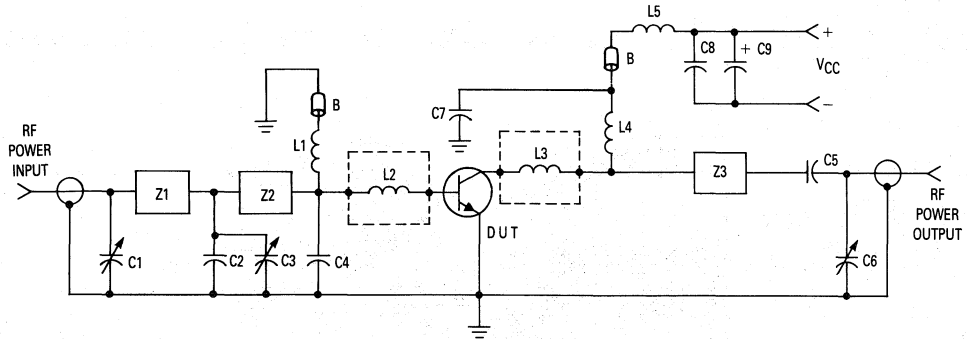 L5
+
B
C8
+ C9
VCC
−
B
C7
L4
L1
RF
POWER
INPUT
L2
L3
C5
Z1
Z2
Z3
RF
POWER
OUTPUT
DUT
C1
C2
C3
C4
C6